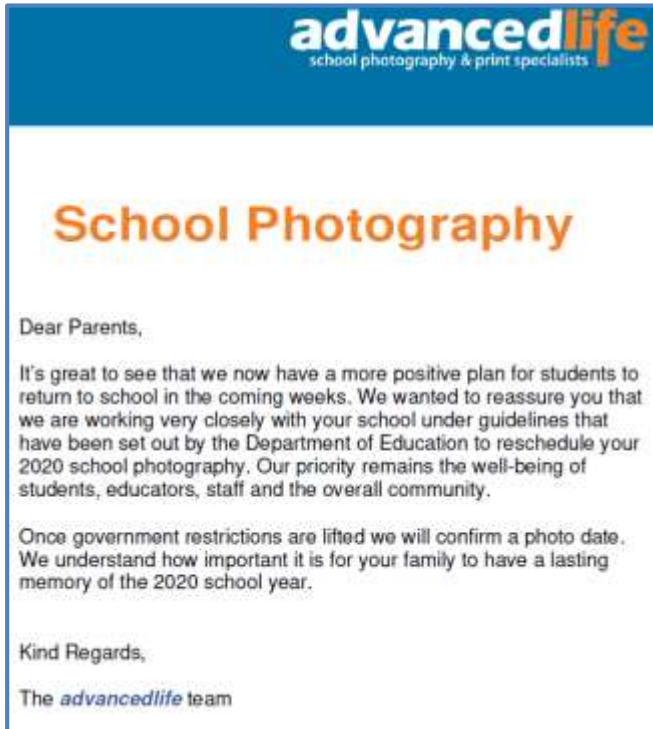 advancedlife
school photography & print specialists
School Photography
Dear Parents,
It's great to see that we now have a more positive plan for students to
return to school in the coming weeks. We wanted to reassure you that
we are working very closely with your school under guidelines that
have been set out by the Department of Education to reschedule your
2020 school photography. Our priority remains the well-being of
students, educators, staff and the overall community.
Once government restrictions are lifted we will confirm a photo date.
We understand how important it is for your family to have a lasting
memory of the 2020 school year.
Kind Regards,
The advancedlife team